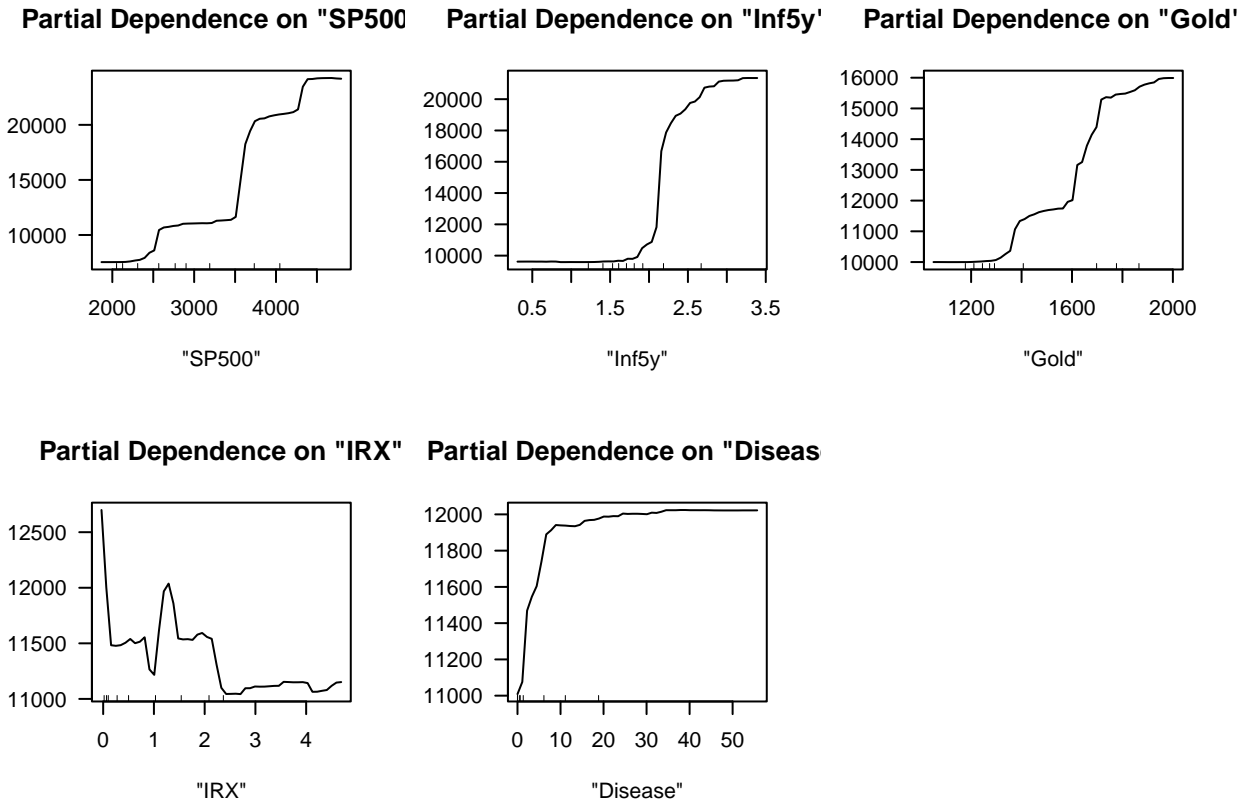 Partial Dependence on "SP500
20000
15000
10000
2000 3000 4000
"SP500"
Partial Dependence on "Inf5y'
20000
18000
16000
14000
12000
10000
0.5 1.5 2.5 3.5
"Inf5y"
Partial Dependence on "Gold'
16000
15000
14000
13000
12000
11000
10000
1200 1600 2000
"Gold"
Partial Dependence on "IRX"
12500
12000
11500
11000
0 1 2 3 4
"IRX"
Partial Dependence on "Diseas
12000
11800
11600
11400
11200
11000
0 10 20 30 40 50
"Disease"